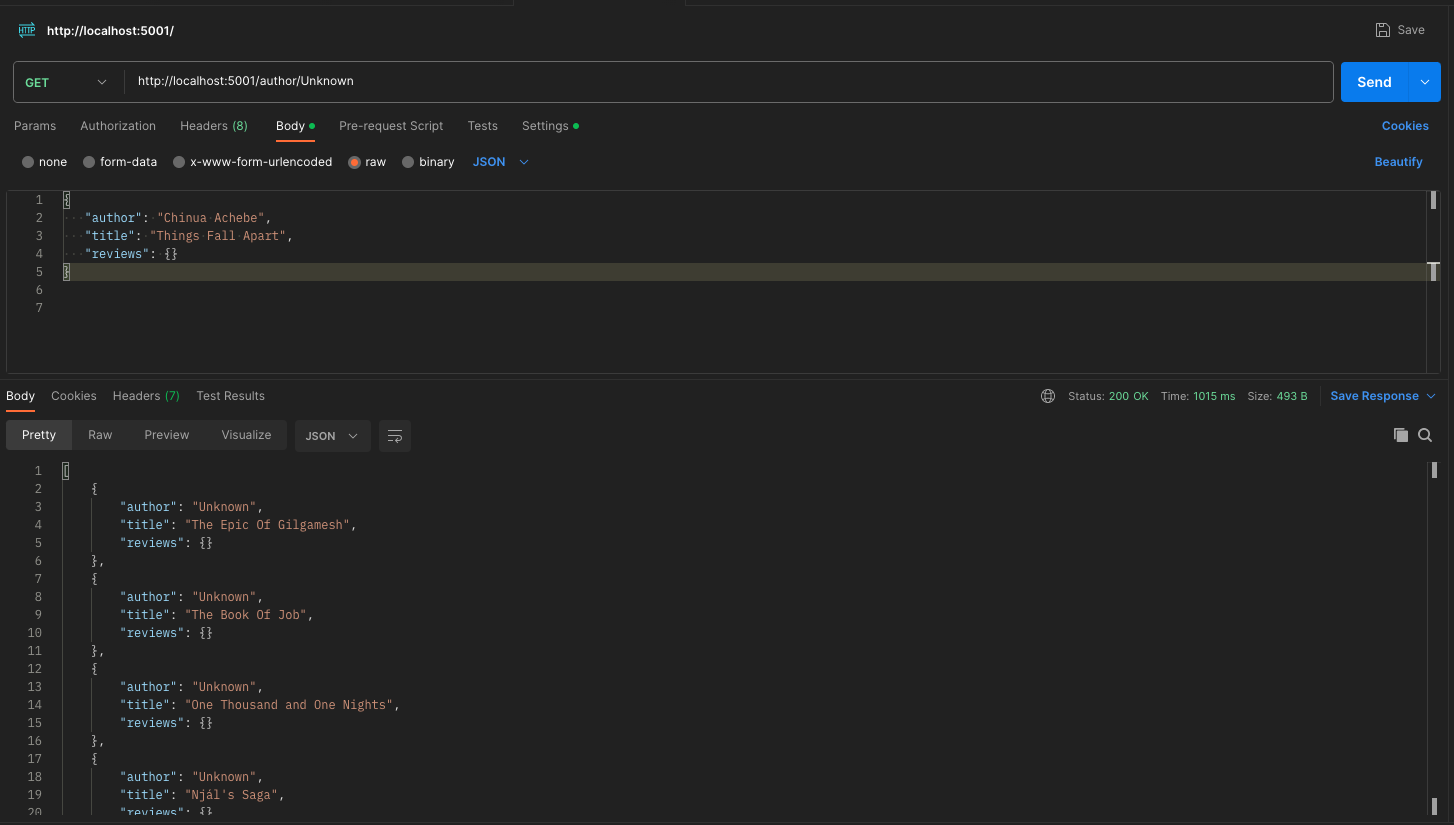 HTTP http://localhost:5001/ Save
GET http://localhost:5001/author/Unknown Send
Params Authorization Headers (8) Body Pre-request Script Tests Settings Cookies
none form-data x-www-form-urlencoded raw binary JSON Beautify
1 {
2 "author": "Chinua Achebe",
3 "title": "Things Fall Apart",
4 "reviews": {}
5 }
6
7
Body Cookies Headers (7) Test Results Status: 200 OK Time: 1015 ms Size: 493 B Save Response
Pretty Raw Preview Visualize JSON
1 [
2 {
3 "author": "Unknown",
4 "title": "The Epic Of Gilgamesh",
5 "reviews": {}
6 },
7 {
8 "author": "Unknown",
9 "title": "The Book Of Job",
10 "reviews": {}
11 },
12 {
13 "author": "Unknown",
14 "title": "One Thousand and One Nights",
15 "reviews": {}
16 },
17 {
18 "author": "Unknown",
19 "title": "Njál's Saga",
20 "reviews": {}